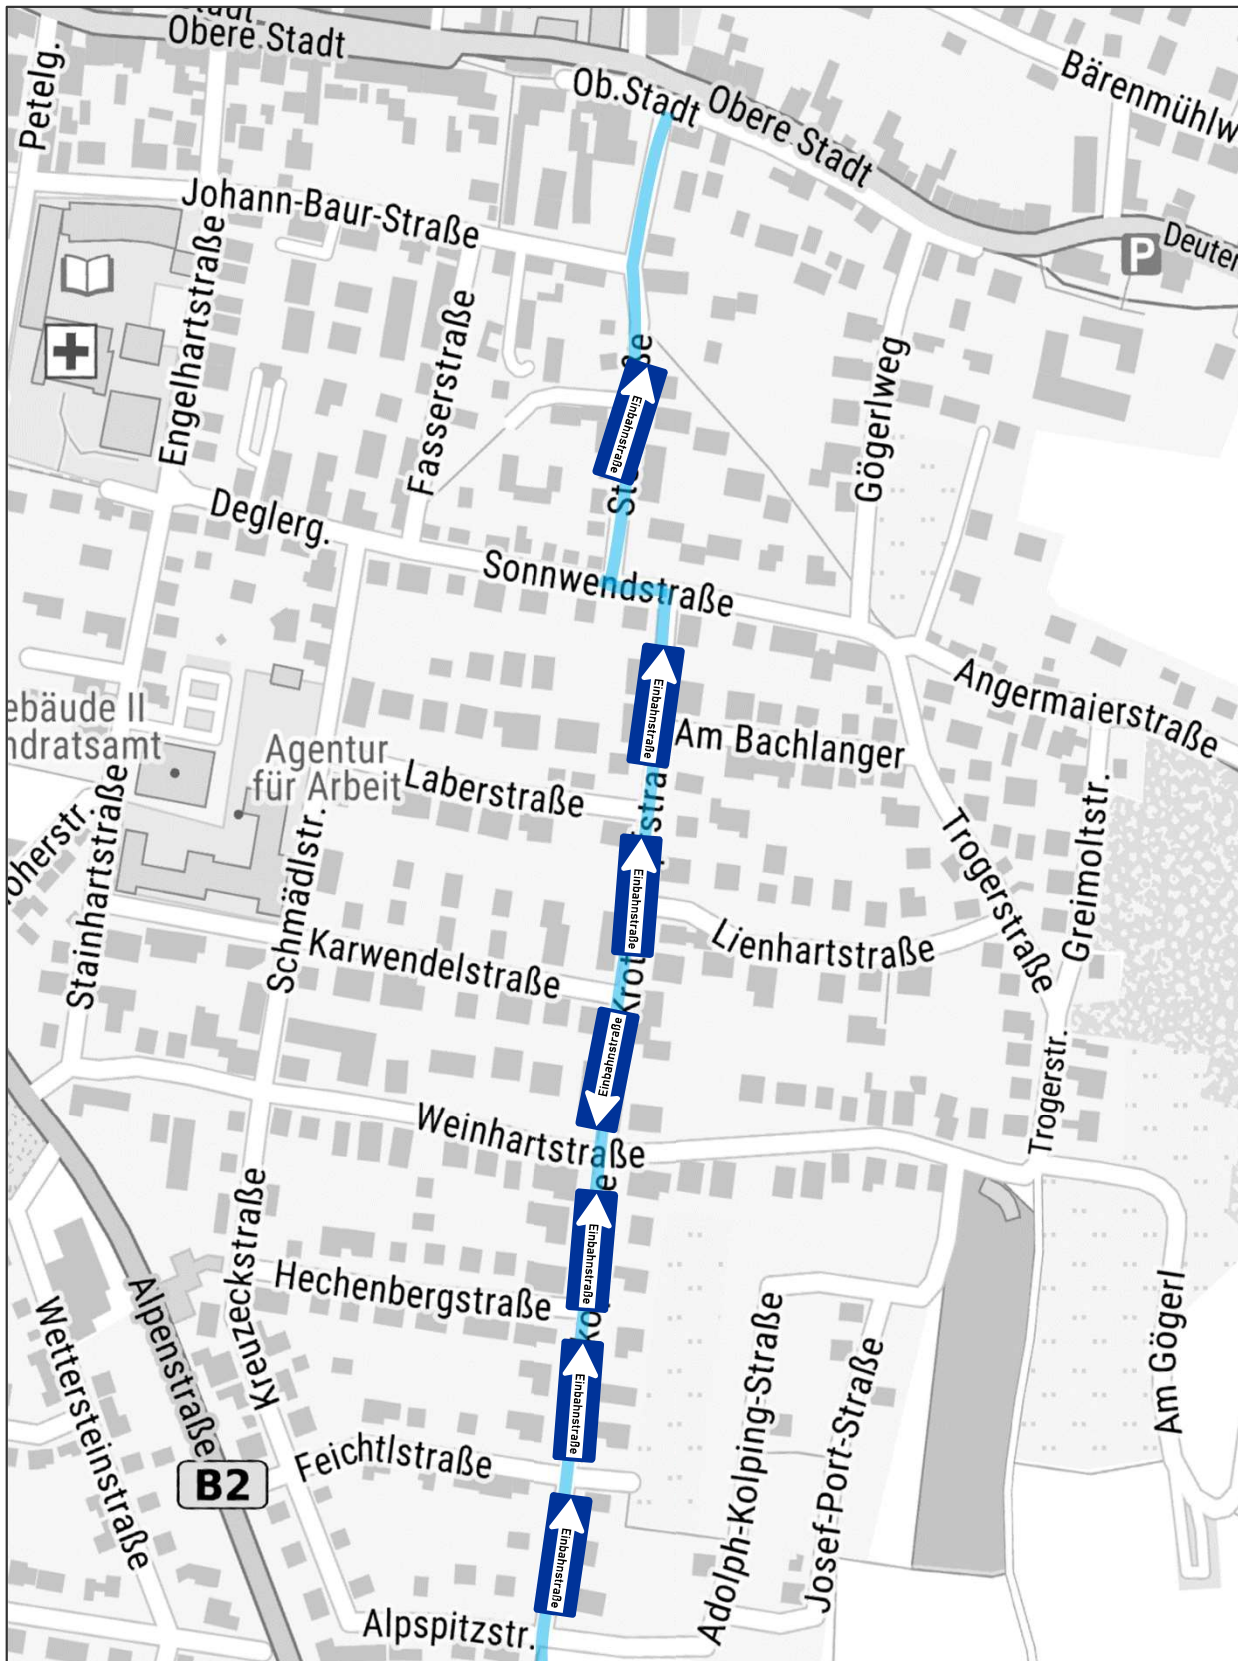 Obere Stadt
Ob.Stadt
Obere Stadt
Bärenmühlw
Petelg.
Johann-Baur-Straße
P
Deuter
Engelhartstraße
Fasserstraße
Gögerlweg
Einbahnstraße
Deglerg.
Sonnwendstraße
Angermaierstraße
ebäude II
ndratsamt
Agentur
für Arbeit
Einbahnstraße
Am Bachlanger
Laberstraße
Stainhartstraße
Schmädlstr.
Trogerstraße
Greimoltstr.
Einbahnstraße
Lienhartstraße
Karwendelstraße
Einbahnstraße
Weinhartstraße
Trogerstr.
Kreuzeckstraße
Einbahnstraße
Hechenbergstraße
Alpenstraße
Wettersteinstraße
Am Gögerl
Adolph-Kolping-Straße
Josef-Port-Straße
Einbahnstraße
Feichtlstraße
B2
Einbahnstraße
Alpspitzstr.